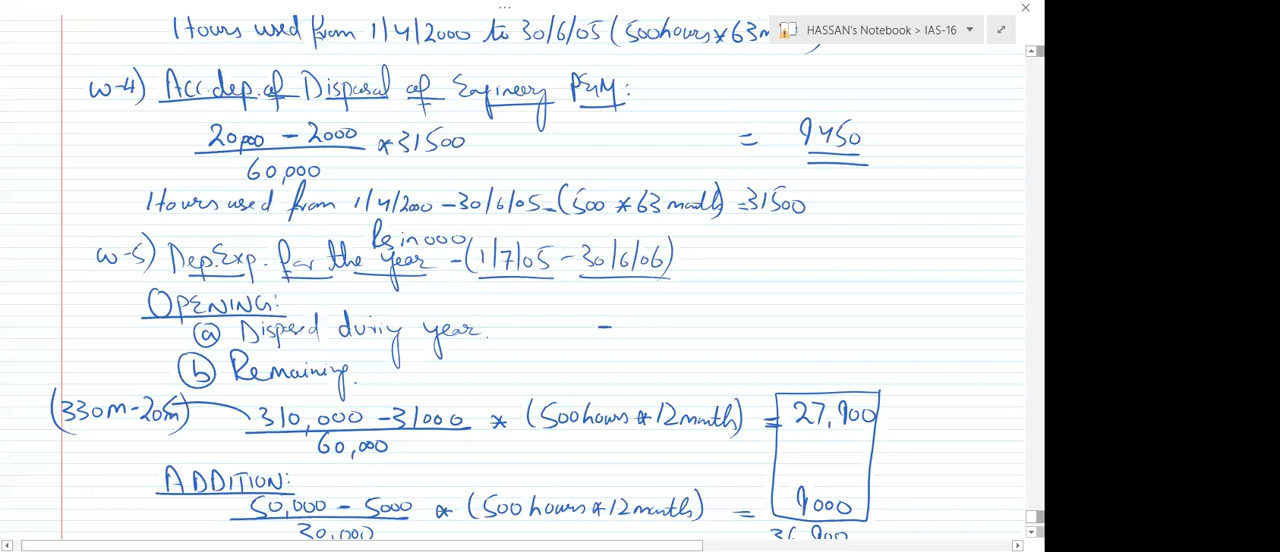 Hours used from 1/4/2000 to 30/6/05 (500hours*63m
HASSAN's Notebook > IAS-16
W-4) Acc.dep.of Disposal of Engineery P&M:
20,000 - 2000 / 60,000 * 31500 = 9450
Hours used from 1/4/2000 - 30/6/05 - (500 * 63 month) = 31500
Rs in 000
W-5) Dep.Exp. for the year - (1/7/05 - 30/6/06)
OPENING:
(a) Disposed during year. -
(b) Remaining.
(330m-20m) 310,000 - 31000 / 60,000 * (500hours * 12month) = 27,900
ADDITION:
50,000 - 5000 / 30,000 * (500hours * 12month) = 9000
36,900